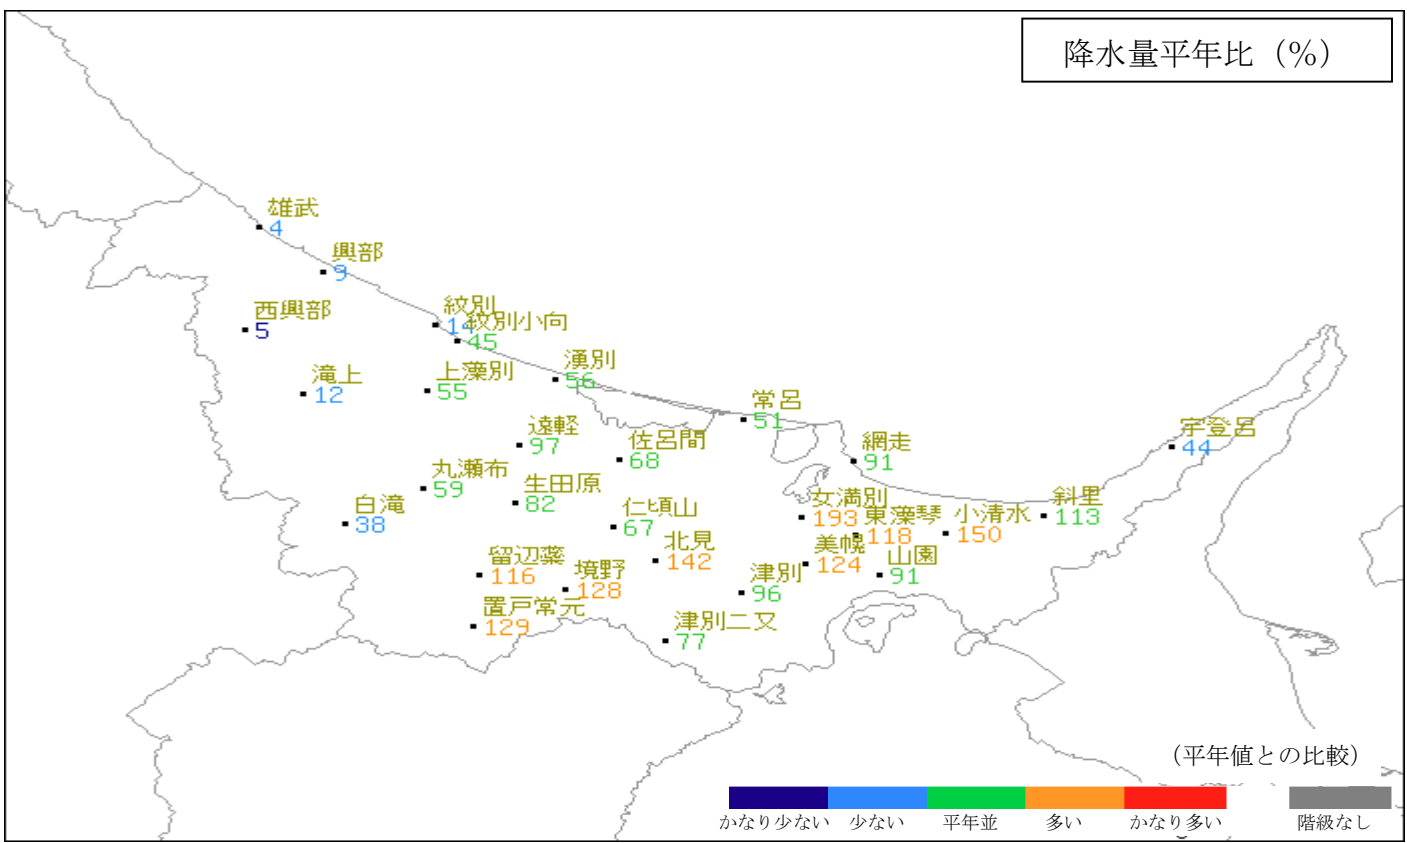 降水量平年比（％）
雄武
4
興部
9
西興部
5
紋別
14
紋別小向
45
湧別
56
滝上
12
上藻別
55
常呂
51
遠軽
97
佐呂間
68
網走
91
宇登呂
44
丸瀬布
59
生田原
82
白滝
38
仁頃山
67
女満別
193
東藻琴
118
小清水
150
斜里
113
北見
142
美幌
124
山園
91
留辺蘂
116
境野
128
津別
96
置戸常元
129
津別二又
77
（平年値との比較）
かなり少ない 少ない 平年並 多い かなり多い 階級なし